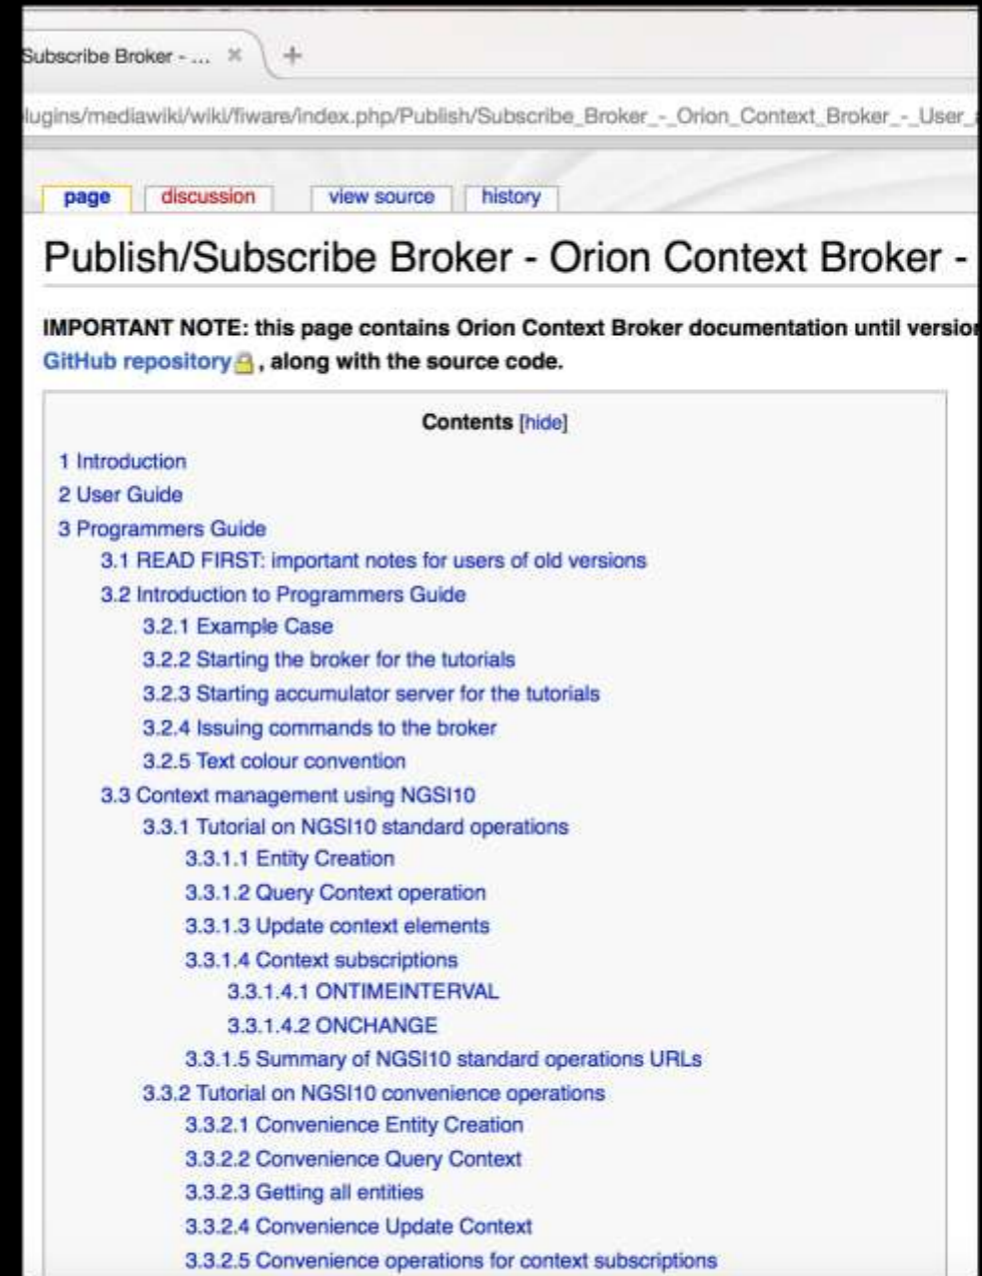 Subscribe Broker - ... × +
lugins/mediawiki/wiki/fiware/index.php/Publish/Subscribe_Broker_-_Orion_Context_Broker_-_User_
page discussion view source history
Publish/Subscribe Broker - Orion Context Broker -
IMPORTANT NOTE: this page contains Orion Context Broker documentation until version
GitHub repository, along with the source code.
Contents [hide]
1 Introduction
2 User Guide
3 Programmers Guide
3.1 READ FIRST: important notes for users of old versions
3.2 Introduction to Programmers Guide
3.2.1 Example Case
3.2.2 Starting the broker for the tutorials
3.2.3 Starting accumulator server for the tutorials
3.2.4 Issuing commands to the broker
3.2.5 Text colour convention
3.3 Context management using NGSI10
3.3.1 Tutorial on NGSI10 standard operations
3.3.1.1 Entity Creation
3.3.1.2 Query Context operation
3.3.1.3 Update context elements
3.3.1.4 Context subscriptions
3.3.1.4.1 ONTIMEINTERVAL
3.3.1.4.2 ONCHANGE
3.3.1.5 Summary of NGSI10 standard operations URLs
3.3.2 Tutorial on NGSI10 convenience operations
3.3.2.1 Convenience Entity Creation
3.3.2.2 Convenience Query Context
3.3.2.3 Getting all entities
3.3.2.4 Convenience Update Context
3.3.2.5 Convenience operations for context subscriptions